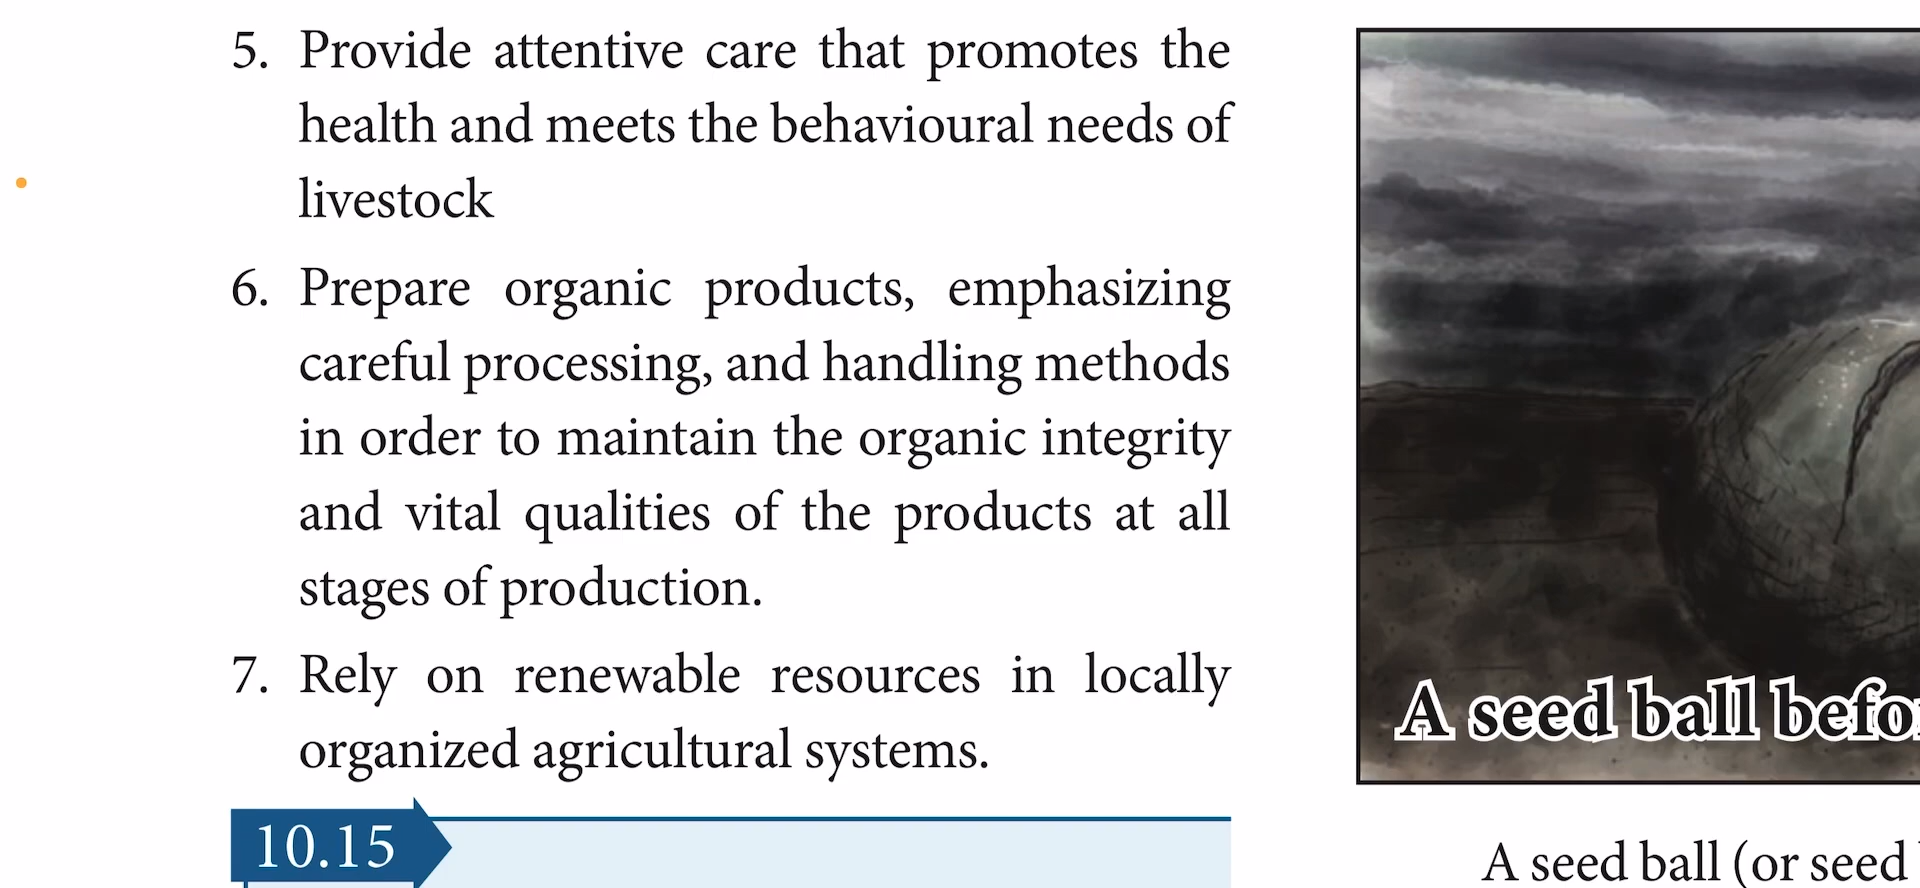 5. Provide attentive care that promotes the
health and meets the behavioural needs of
livestock
6. Prepare organic products, emphasizing
careful processing, and handling methods
in order to maintain the organic integrity
and vital qualities of the products at all
stages of production.
7. Rely on renewable resources in locally
organized agricultural systems.
10.15
A seed ball
A seed ball (or seed